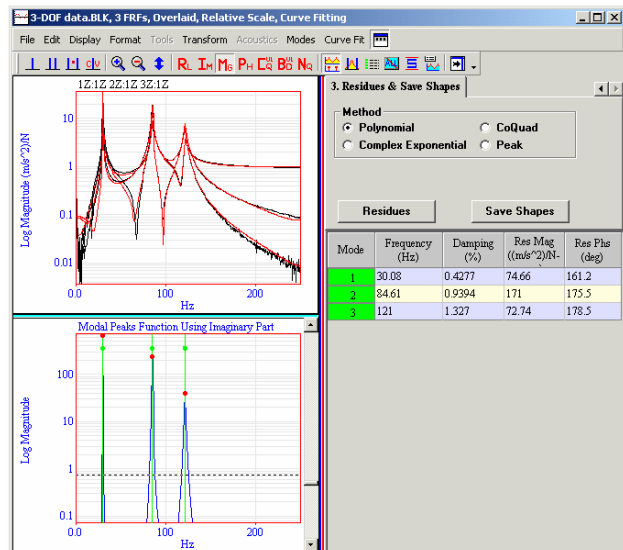 3-DOF data.BLK, 3 FRFs, Overlaid, Relative Scale, Curve Fitting
File Edit Display Format Tools Transform Acoustics Modes Curve Fit
RL IM MG PH NQ
1Z:1Z 2Z:1Z 3Z:1Z
Log Magnitude (m/s^2)/N
10
1
0.1
0.01
0.0 100 200
Hz
Modal Peaks Function Using Imaginary Part
Log Magnitude
100
10
1
0.1
0.0 100 200
Hz
3. Residues & Save Shapes
Method
Polynomial CoQuad
Complex Exponential Peak
Residues Save Shapes
Mode Frequency (Hz) Damping (%) Res Mag ((m/s^2)/N- Res Phs (deg)
1 30.08 0.4277 74.66 161.2
2 84.61 0.9394 171 175.5
3 121 1.327 72.74 178.5